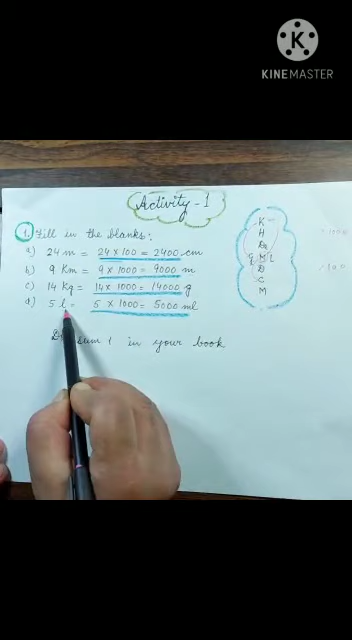 K
KINEMASTER
Activity - 1
1. Fill in the blanks:
a) 24 m = 24 × 100 = 2400 cm
b) 9 Km = 9 × 1000 = 9000 m
c) 14 Kg = 14 × 1000 = 14000 g
d) 5 l = 5 × 1000 = 5000 ml
sum 1 in your book
K
H
g M l
D
C
M